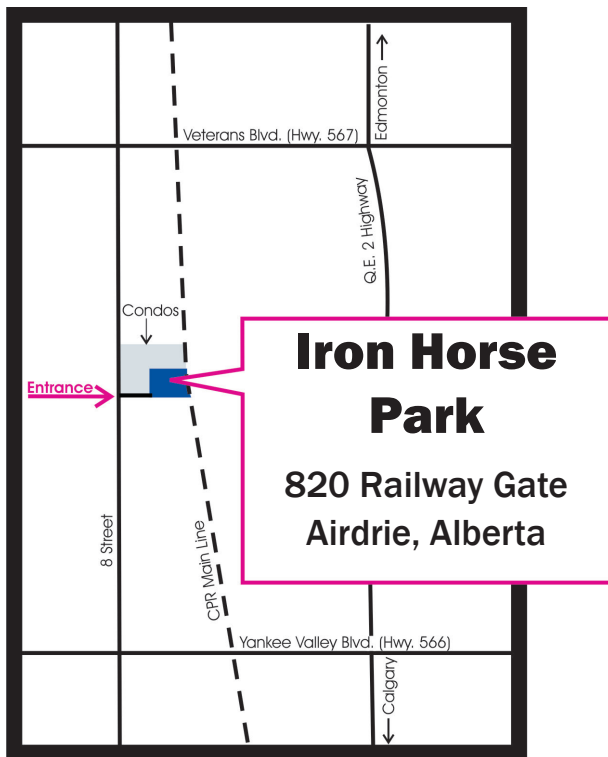 Edmonton
Veterans Blvd. (Hwy. 567)
Q.E. 2 Highway
Condos
Entrance
Iron Horse
Park
820 Railway Gate
Airdrie, Alberta
8 Street
CPR Main Line
Yankee Valley Blvd. (Hwy. 566)
Calgary